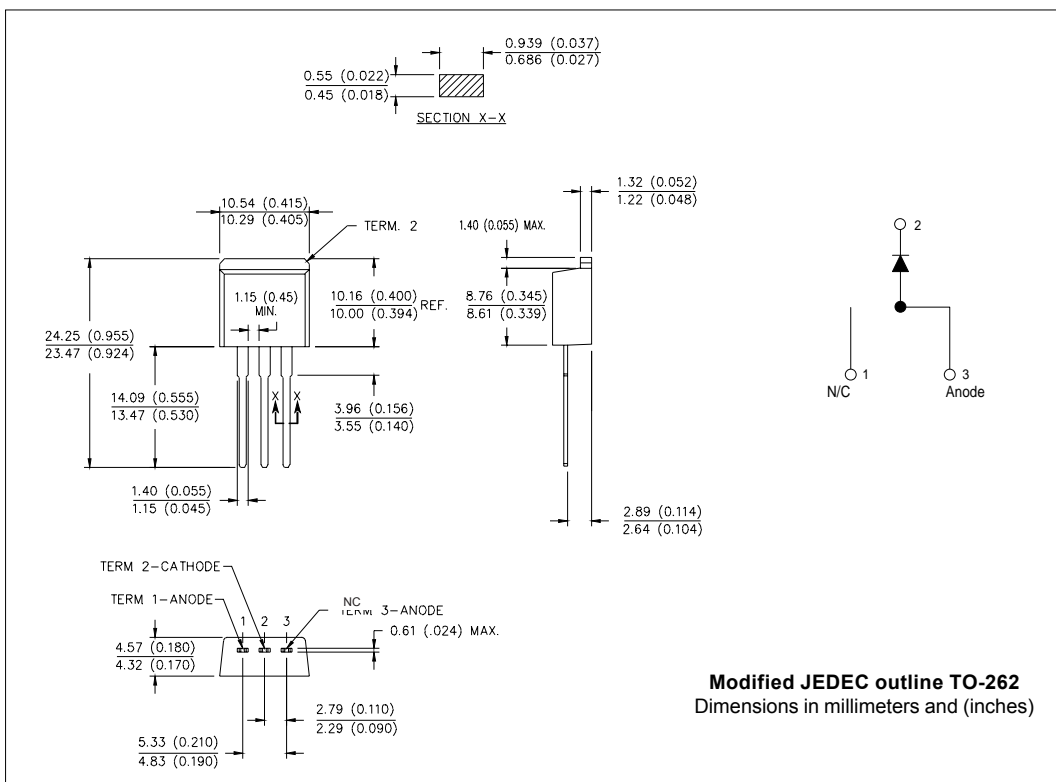 0.939 (0.037)
0.686 (0.027)
0.55 (0.022)
0.45 (0.018)
SECTION X-X
10.54 (0.415)
10.29 (0.405)
TERM. 2
1.15 (0.45)
MIN.
10.16 (0.400)
10.00 (0.394)
REF.
24.25 (0.955)
23.47 (0.924)
14.09 (0.555)
13.47 (0.530)
X X
3.96 (0.156)
3.55 (0.140)
1.40 (0.055)
1.15 (0.045)
1.32 (0.052)
1.22 (0.048)
1.40 (0.055) MAX.
8.76 (0.345)
8.61 (0.339)
2.89 (0.114)
2.64 (0.104)
2
1
N/C
3
Anode
TERM 2-CATHODE
TERM 1-ANODE
NC
3-ANODE
1 2 3
0.61 (.024) MAX.
4.57 (0.180)
4.32 (0.170)
2.79 (0.110)
2.29 (0.090)
5.33 (0.210)
4.83 (0.190)
Modified JEDEC outline TO-262
Dimensions in millimeters and (inches)